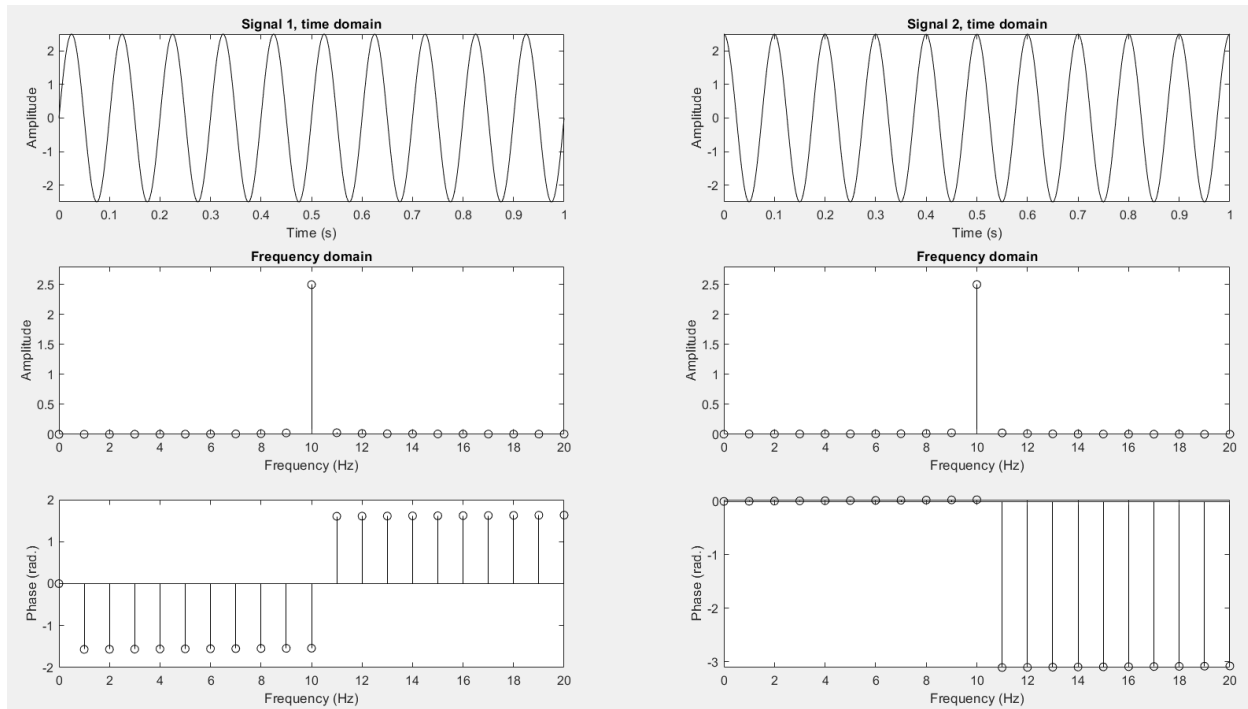 Signal 1, time domain
Amplitude
2
1
0
-1
-2
0 0.1 0.2 0.3 0.4 0.5 0.6 0.7 0.8 0.9 1
Time (s)
Signal 2, time domain
Amplitude
2
1
0
-1
-2
0 0.1 0.2 0.3 0.4 0.5 0.6 0.7 0.8 0.9 1
Time (s)
Frequency domain
Amplitude
2.5
2
1.5
1
0.5
0
0 2 4 6 8 10 12 14 16 18 20
Frequency (Hz)
Frequency domain
Amplitude
2.5
2
1.5
1
0.5
0
0 2 4 6 8 10 12 14 16 18 20
Frequency (Hz)
Phase (rad.)
2
1
0
-1
-2
0 2 4 6 8 10 12 14 16 18 20
Frequency (Hz)
Phase (rad.)
0
-1
-2
-3
0 2 4 6 8 10 12 14 16 18 20
Frequency (Hz)